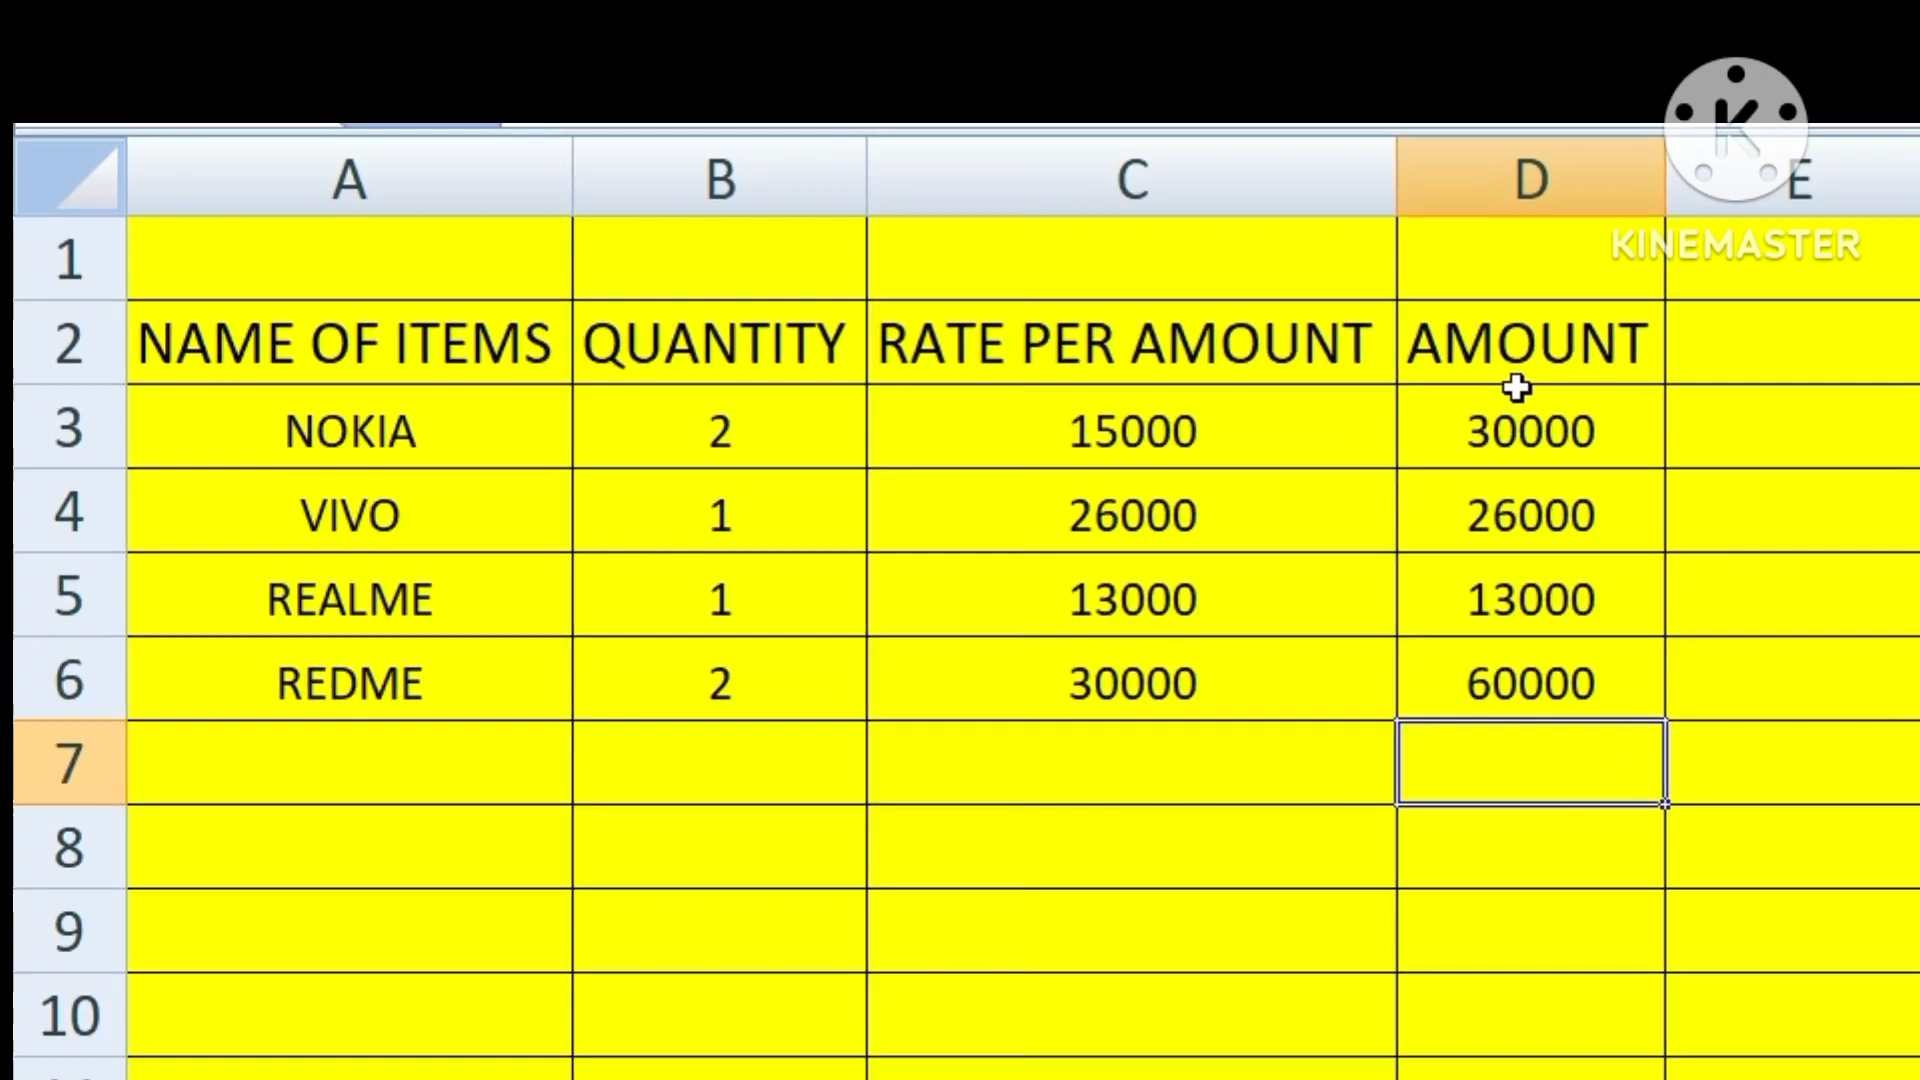 K
KINEMASTER
A B C D E
1
2 NAME OF ITEMS QUANTITY RATE PER AMOUNT AMOUNT
3 NOKIA 2 15000 30000
4 VIVO 1 26000 26000
5 REALME 1 13000 13000
6 REDME 2 30000 60000
7
8
9
10